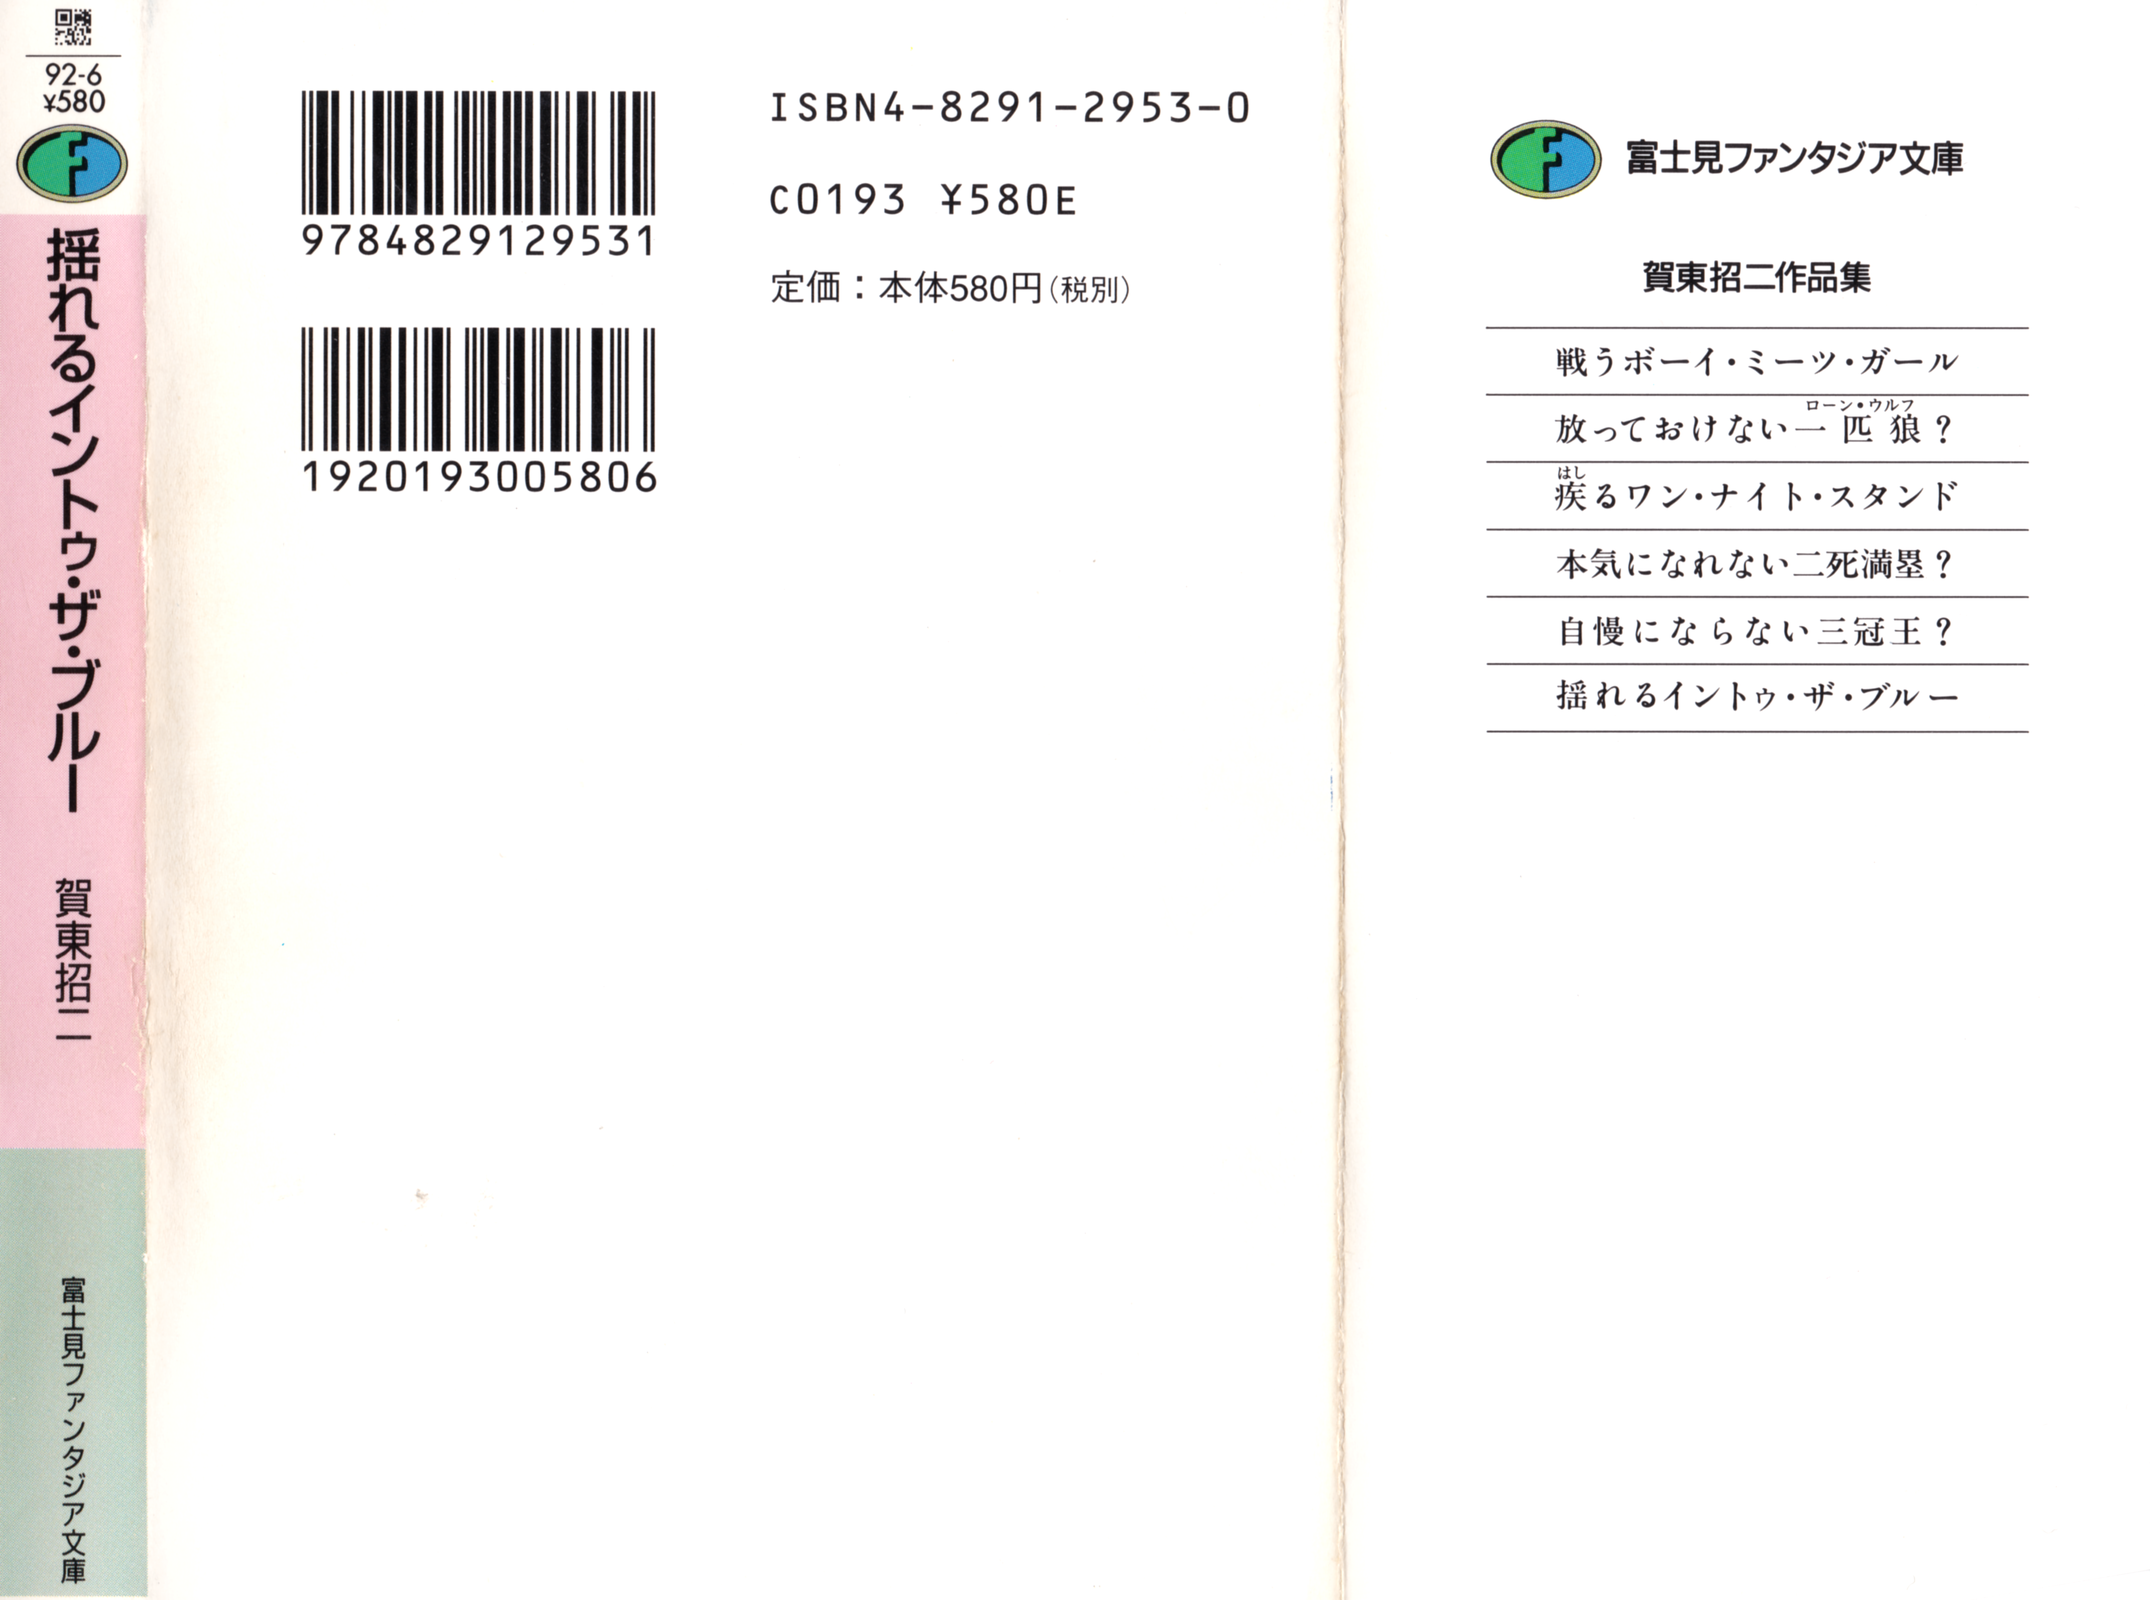 92-6
¥580
揺れるイントゥ・ザ・ブルー
賀東招二
富士見ファンタジア文庫
9784829129531
1920193005806
ISBN4-8291-2953-0
C0193 ¥580E
定価：本体580円（税別）
富士見ファンタジア文庫
賀東招二作品集
戦うボーイ・ミーツ・ガール
ローン・ウルフ
放っておけない一匹狼？
はし
疾るワン・ナイト・スタンド
本気になれない二死満塁？
自慢にならない三冠王？
揺れるイントゥ・ザ・ブルー